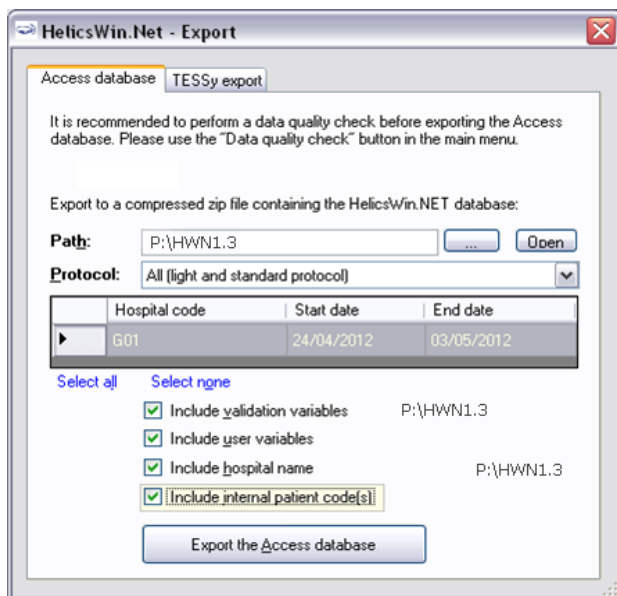 HelicsWin.Net - Export
Access database TESSy export
It is recommended to perform a data quality check before exporting the Access
database. Please use the "Data quality check" button in the main menu.
Export to a compressed zip file containing the HelicsWin.NET database:
Path: P:\HWN1.3 ... Open
Protocol: All (light and standard protocol)
Hospital code Start date End date
G01 24/04/2012 03/05/2012
Select all Select none
Include validation variables P:\HWN1.3
Include user variables
Include hospital name P:\HWN1.3
Include internal patient code(s)
Export the Access database